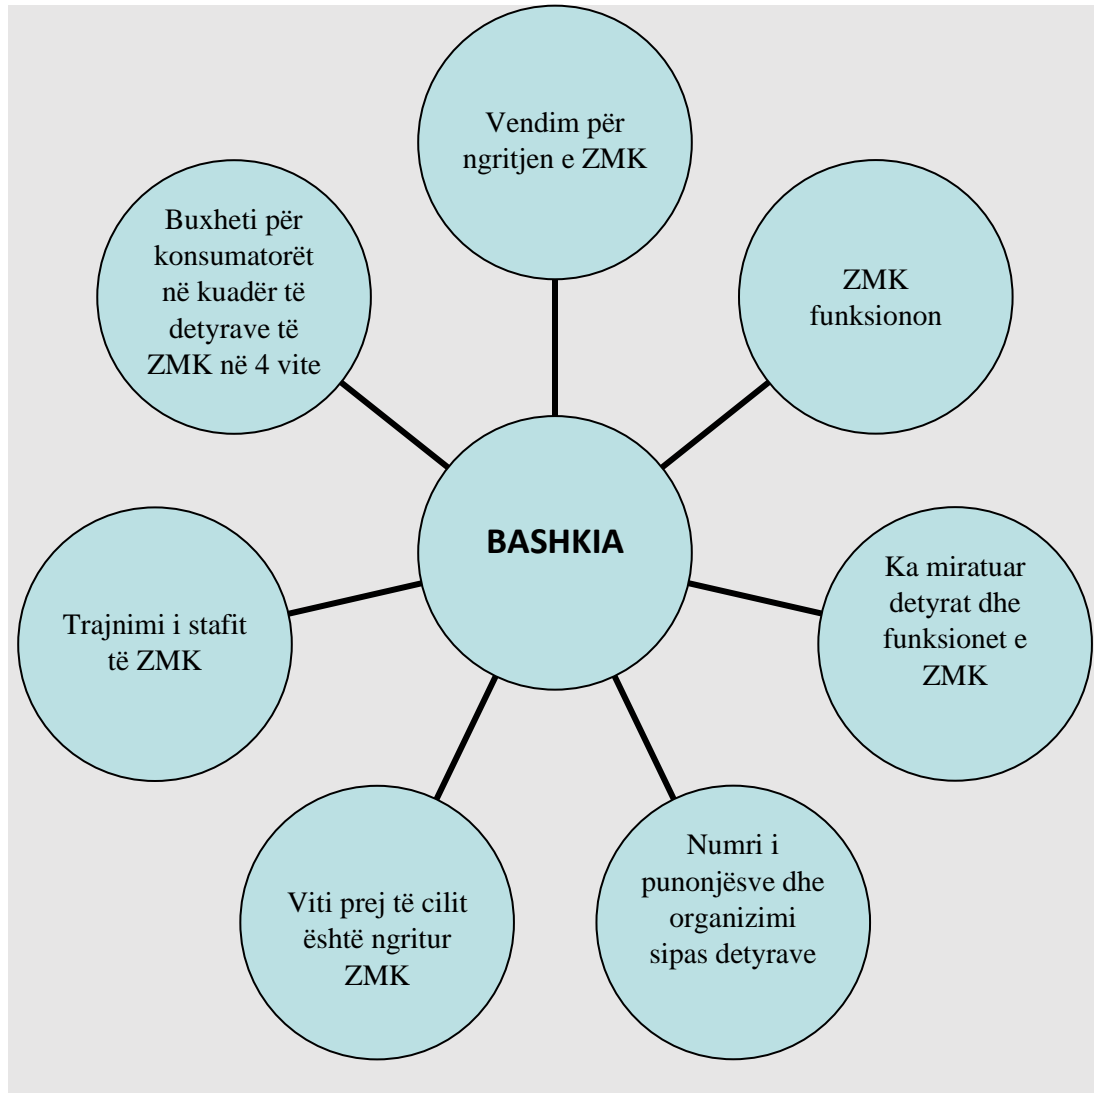 Vendim për
ngritjen e ZMK
ZMK
funksionon
Ka miratuar
detyrat dhe
funksionet e
ZMK
Numri i
punonjësve dhe
organizimi
sipas detyrave
Viti prej të cilit
është ngritur
ZMK
Trajnimi i stafit
të ZMK
Buxheti për
konsumatorët
në kuadër të
detyrave të
ZMK në 4 vite
BASHKIA